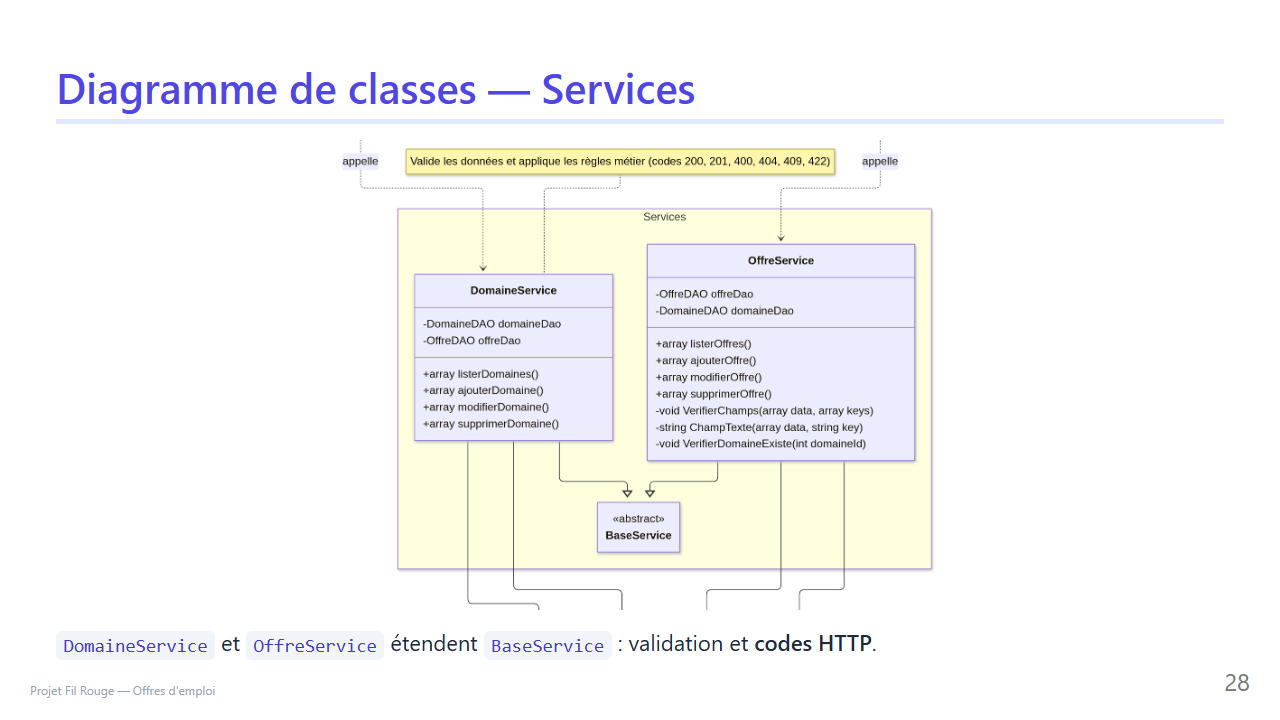 Diagramme de classes — Services
appelle
Valide les données et applique les règles métier (codes 200, 201, 400, 404, 409, 422)
appelle
Services
DomaineService
-DomaineDAO domaineDao
-OffreDAO offreDao
+array listerDomaines()
+array ajouterDomaine()
+array modifierDomaine()
+array supprimerDomaine()
OffreService
-OffreDAO offreDao
-DomaineDAO domaineDao
+array listerOffres()
+array ajouterOffre()
+array modifierOffre()
+array supprimerOffre()
-void VerifierChamps(array data, array keys)
-string ChampTexte(array data, string key)
-void VerifierDomaineExiste(int domaineId)
«abstract»
BaseService
DomaineService et OffreService étendent BaseService : validation et codes HTTP.
Projet Fil Rouge — Offres d'emploi
28